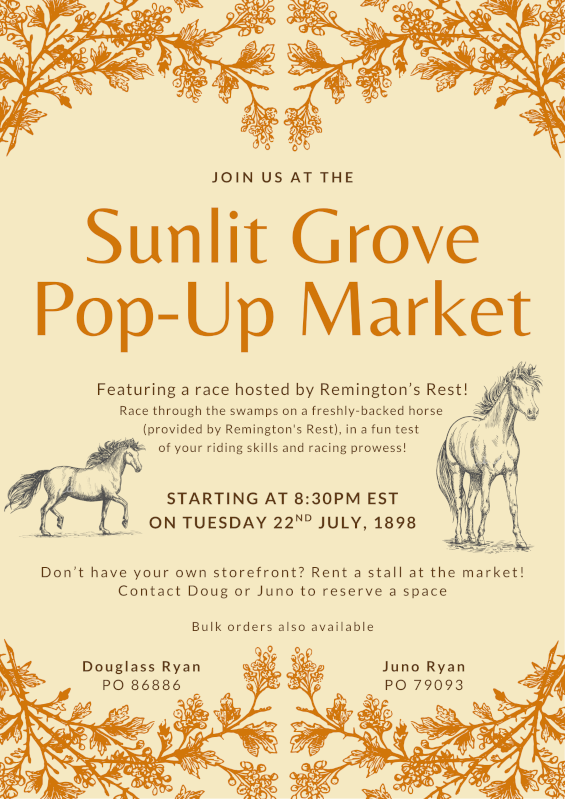 JOIN US AT THE
Sunlit Grove
Pop-Up Market
Featuring a race hosted by Remington's Rest!
Race through the swamps on a freshly-backed horse
(provided by Remington's Rest), in a fun test
of your riding skills and racing prowess!
STARTING AT 8:30PM EST
ON TUESDAY 22ND JULY, 1898
Don't have your own storefront? Rent a stall at the market!
Contact Doug or Juno to reserve a space
Bulk orders also available
Douglass Ryan
PO 86886
Juno Ryan
PO 79093